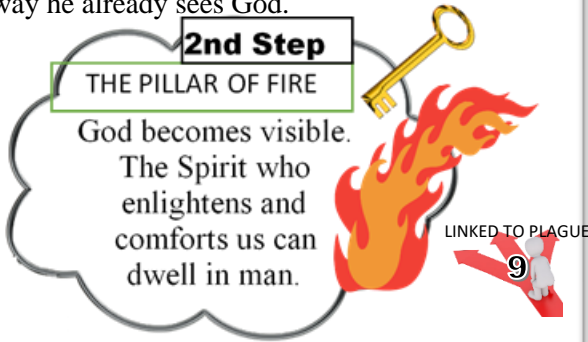 way he already sees God.
2nd Step
THE PILLAR OF FIRE
God becomes visible.
The Spirit who
enlightens and
comforts us can
dwell in man.
LINKED TO PLAGUE
9